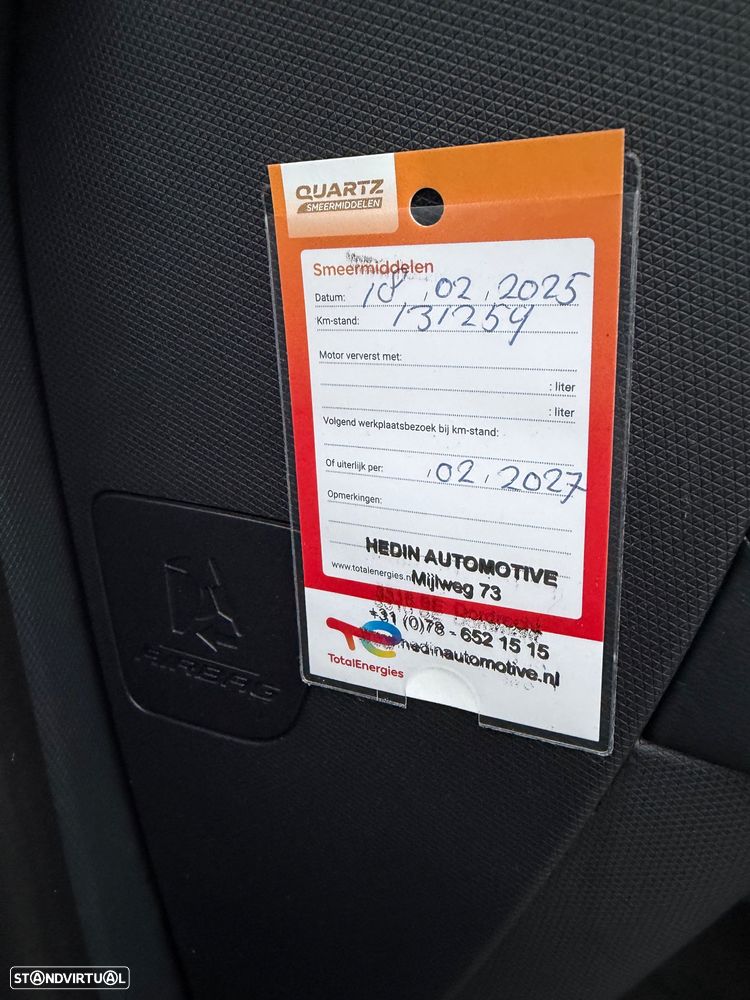 QUARTZ
SMEERMIDDELEN
Smeermiddelen
Datum: 18 . 02 . 2025
Km-stand: 131259
Motor ververst met:
: liter
: liter
Volgend werkplaatsbezoek bij km-stand:
Of uiterlijk per: . 02 . 2027
Opmerkingen:
HEDIN AUTOMOTIVE
www.totalenergies.n
Mijlweg 73
Dordrecht
+31 (0)78 - 652 15 15
hedinautomotive.nl
TotalEnergies
AIRBAG
STANDVIRTUAL